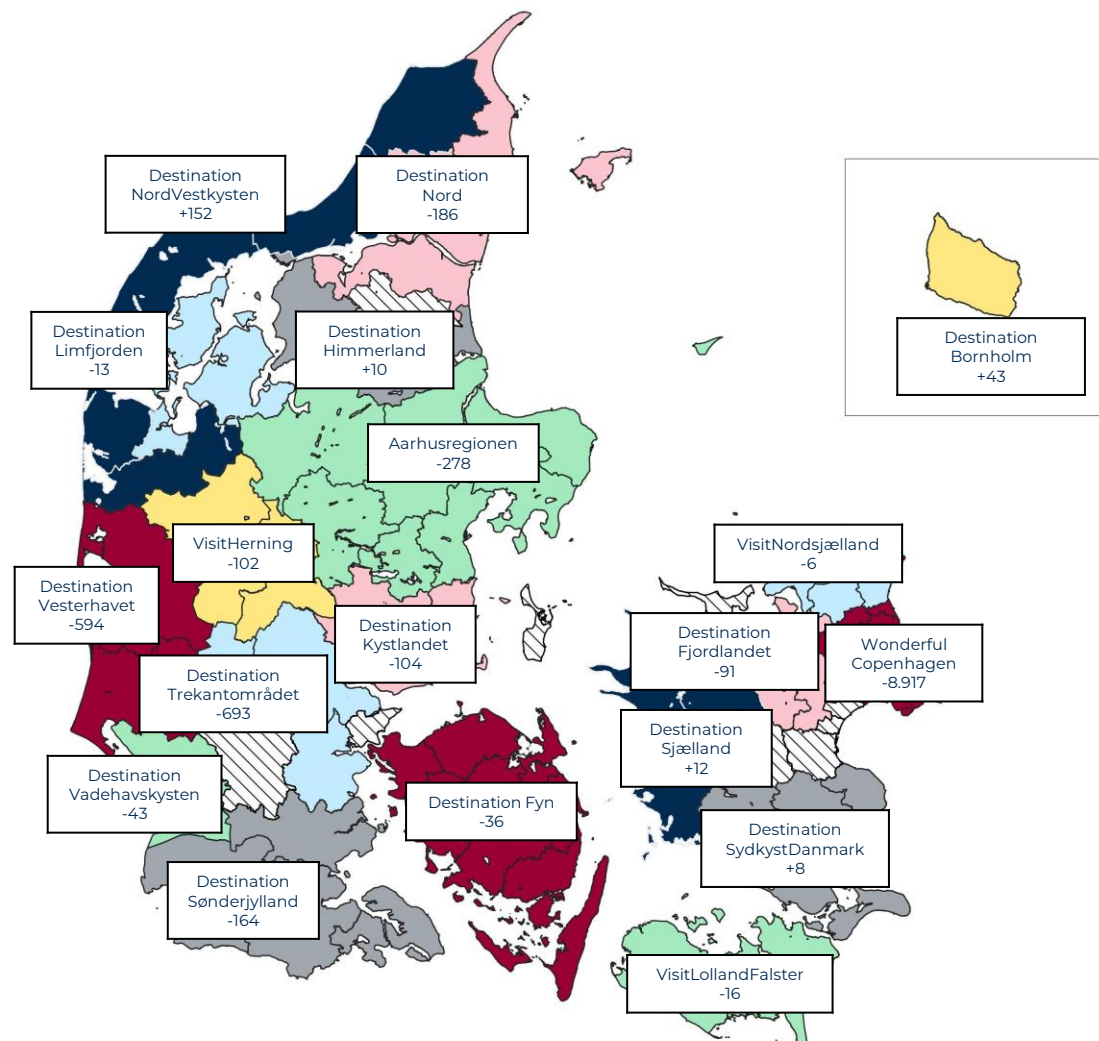 Destination
NordVestkysten
+152
Destination
Nord
-186
Destination
Limfjorden
-13
Destination
Himmerland
+10
Destination
Bornholm
+43
Aarhusregionen
-278
VisitHerning
-102
VisitNordsjælland
-6
Destination
Vesterhavet
-594
Destination
Kystlandet
-104
Destination
Fjordlandet
-91
Wonderful
Copenhagen
-8.917
Destination
Trekantområdet
-693
Destination
Sjælland
+12
Destination
Vadehavskysten
-43
Destination Fyn
-36
Destination
SydkystDanmark
+8
Destination
Sønderjylland
-164
VisitLollandFalster
-16